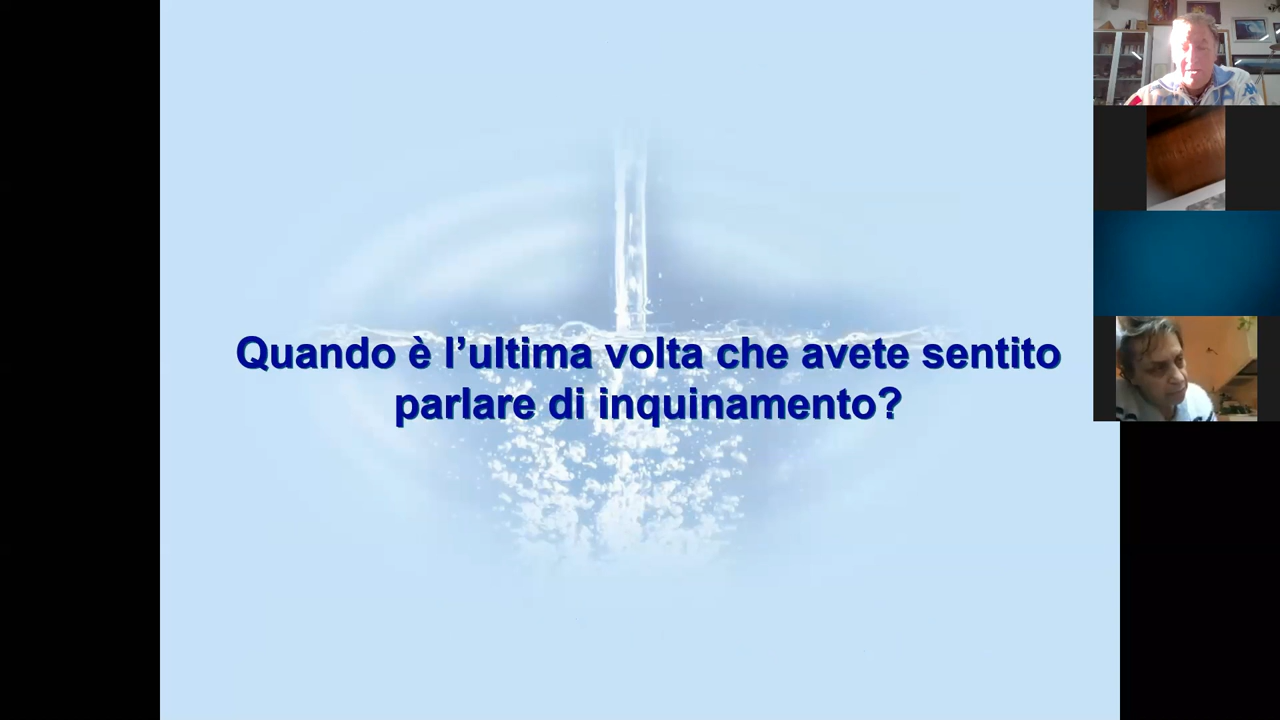 Quando è l’ultima volta che avete sentito
parlare di inquinamento?